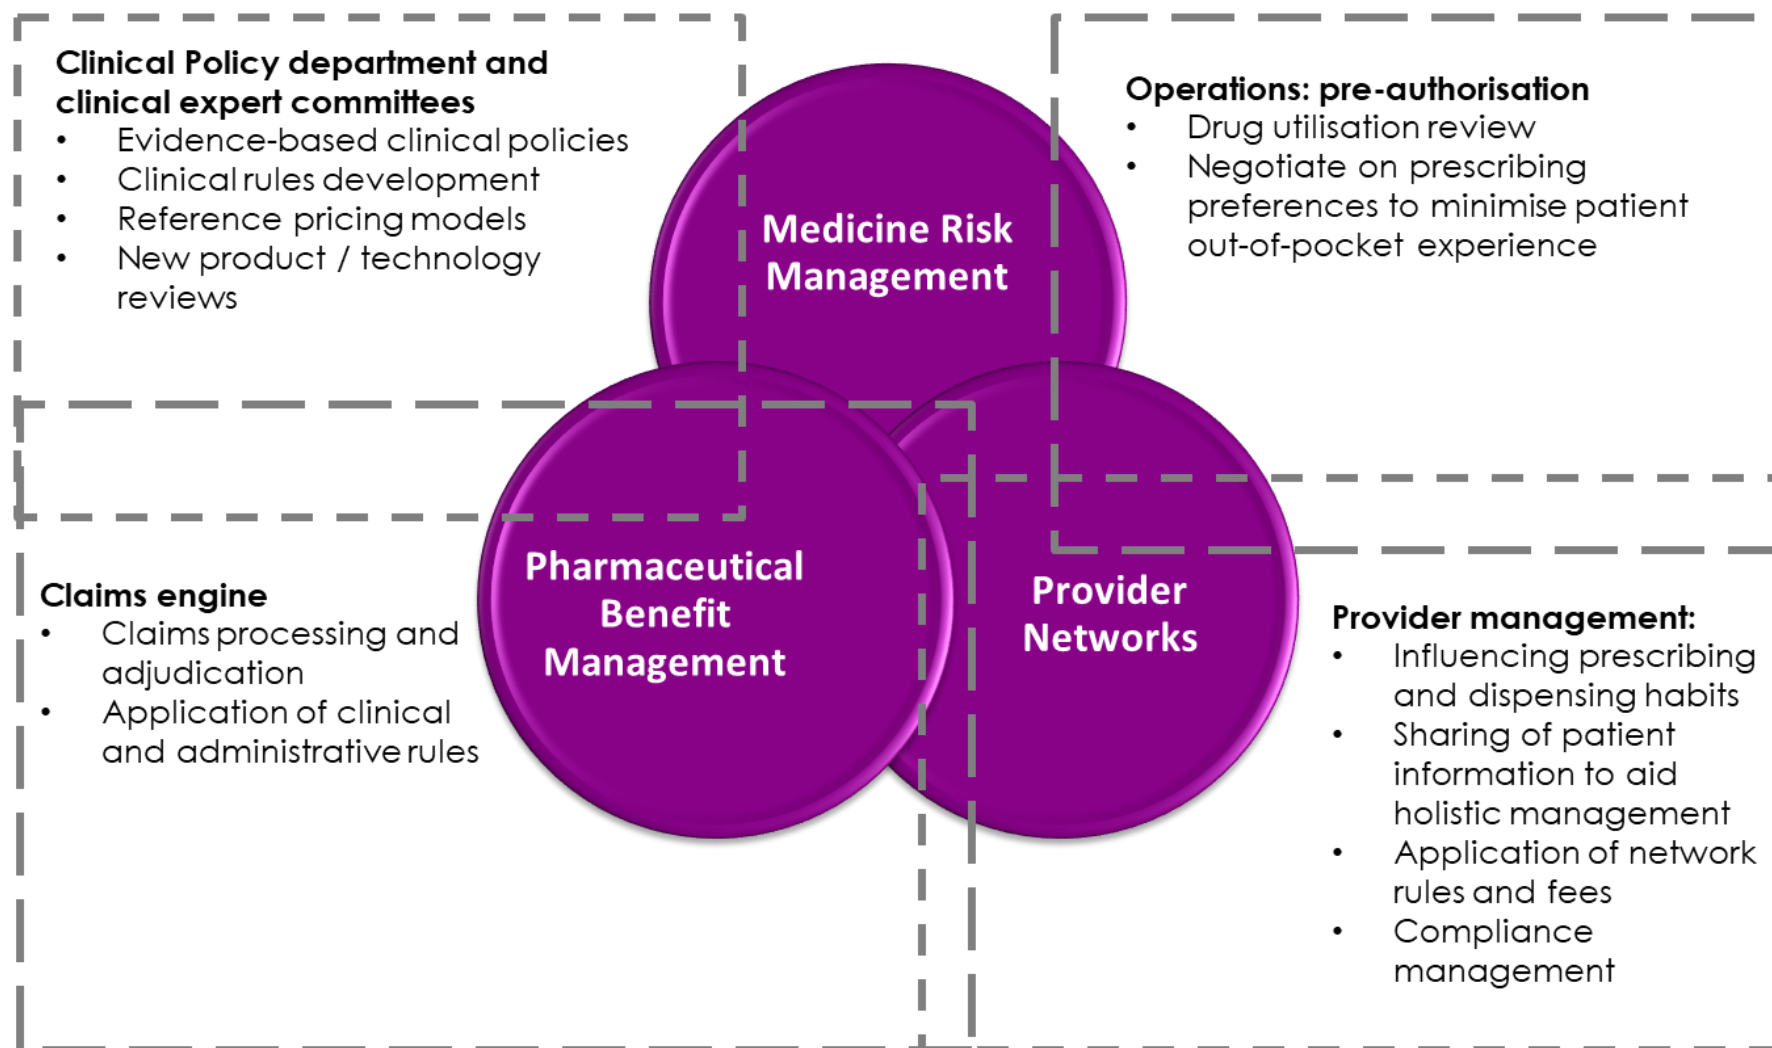 Clinical Policy department and
clinical expert committees
• Evidence-based clinical policies
• Clinical rules development
• Reference pricing models
• New product / technology
reviews
Operations: pre-authorisation
• Drug utilisation review
• Negotiate on prescribing
preferences to minimise patient
out-of-pocket experience
Medicine Risk
Management
Pharmaceutical
Benefit
Management
Provider
Networks
Claims engine
• Claims processing and
adjudication
• Application of clinical
and administrative rules
Provider management:
• Influencing prescribing
and dispensing habits
• Sharing of patient
information to aid
holistic management
• Application of network
rules and fees
• Compliance
management